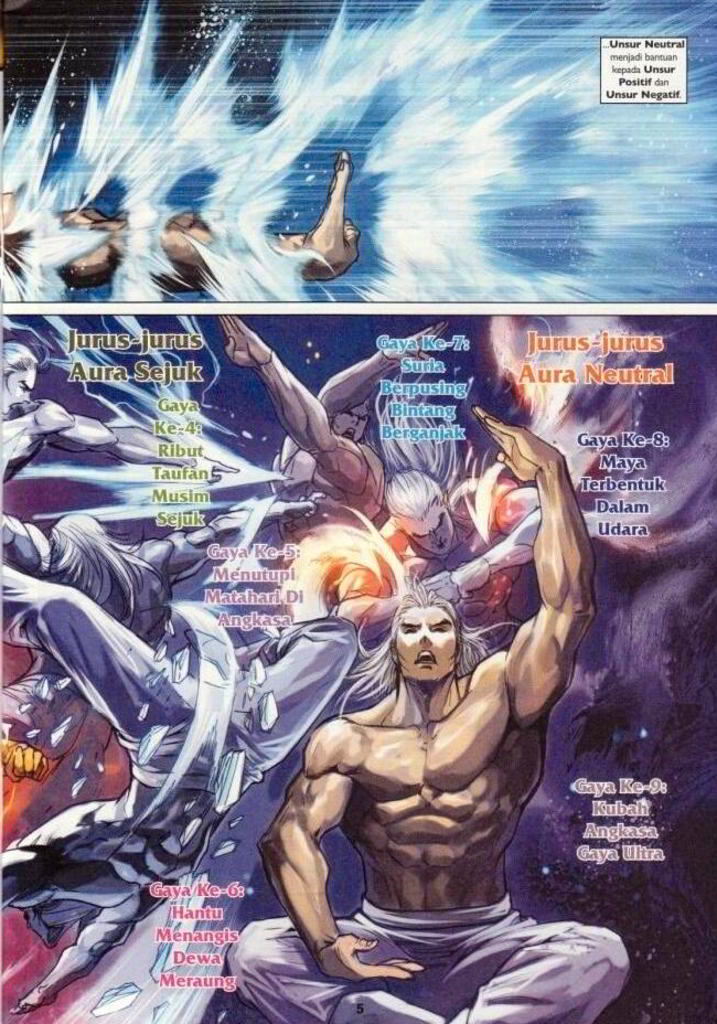 ...Unsur Neutral
menjadi bantuan
kepada Unsur
Positif dan
Unsur Negatif.
Jurus-jurus
Aura Sejuk
Gaya
Ke-4:
Ribut
Taufan
Musim
Sejuk
Gaya Ke-5:
Menutupi
Matahari Di
Angkasa
Gaya Ke-6:
Hantu
Menangis
Dewa
Meraung
Gaya Ke-7:
Suria
Berpusing
Bintang
Berganjak
Jurus-jurus
Aura Neutral
Gaya Ke-8:
Maya
Terbentuk
Dalam
Udara
Gaya Ke-9:
Kubah
Angkasa
Gaya Ultra
5